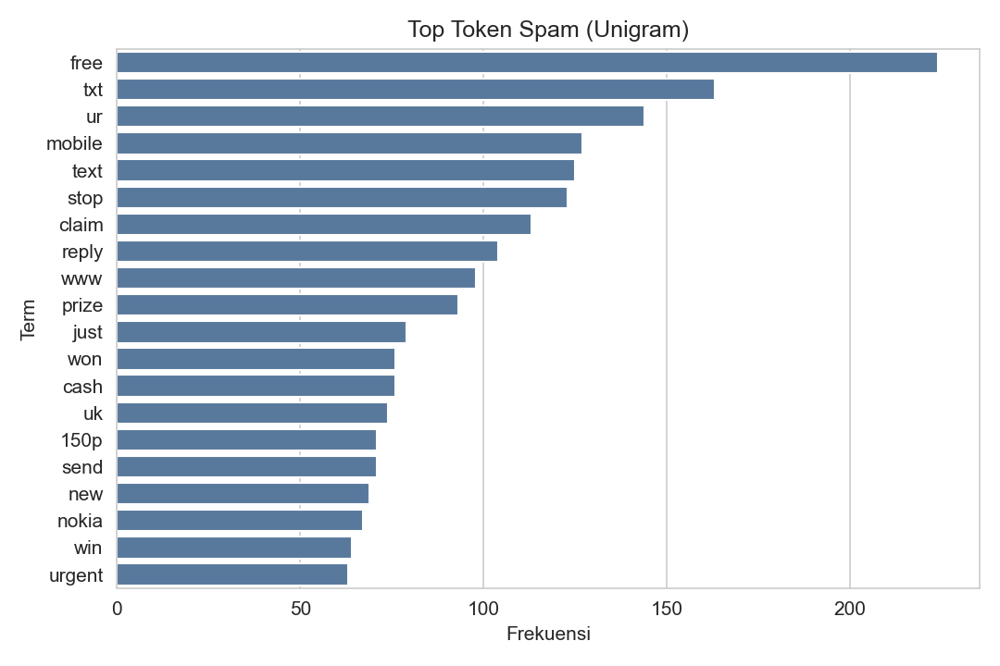 Top Token Spam (Unigram)
free
txt
ur
mobile
text
stop
claim
reply
www
prize
just
won
cash
uk
150p
send
new
nokia
win
urgent
Term
0 50 100 150 200
Frekuensi